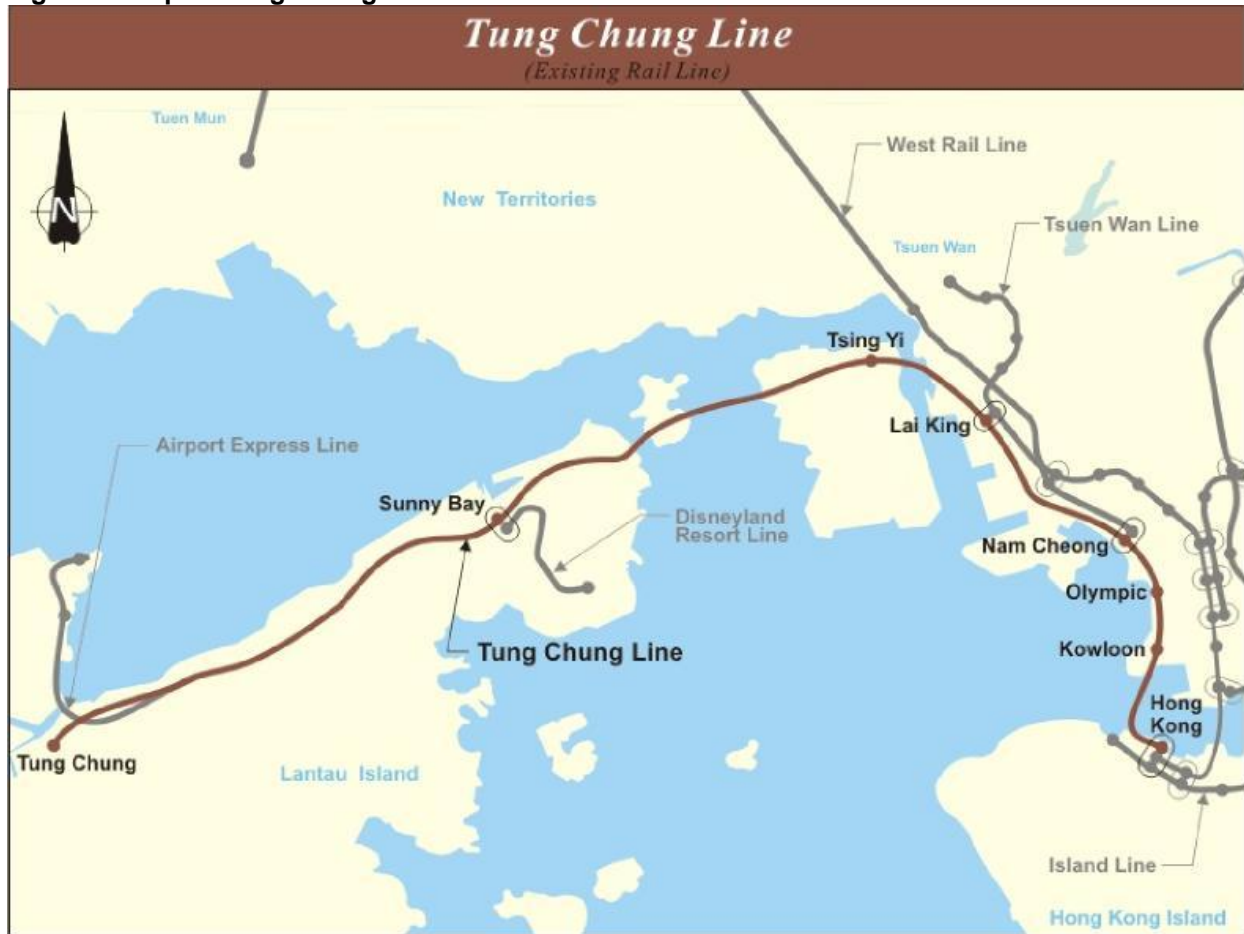 Tung Chung Line
(Existing Rail Line)
Tuen Mun
West Rail Line
New Territories
Tsuen Wan Line
Tsuen Wan
N
Tsing Yi
Lai King
Airport Express Line
Sunny Bay
Disneyland
Resort Line
Nam Cheong
Olympic
Tung Chung Line
Kowloon
Hong
Kong
Tung Chung
Lantau Island
Island Line
Hong Kong Island